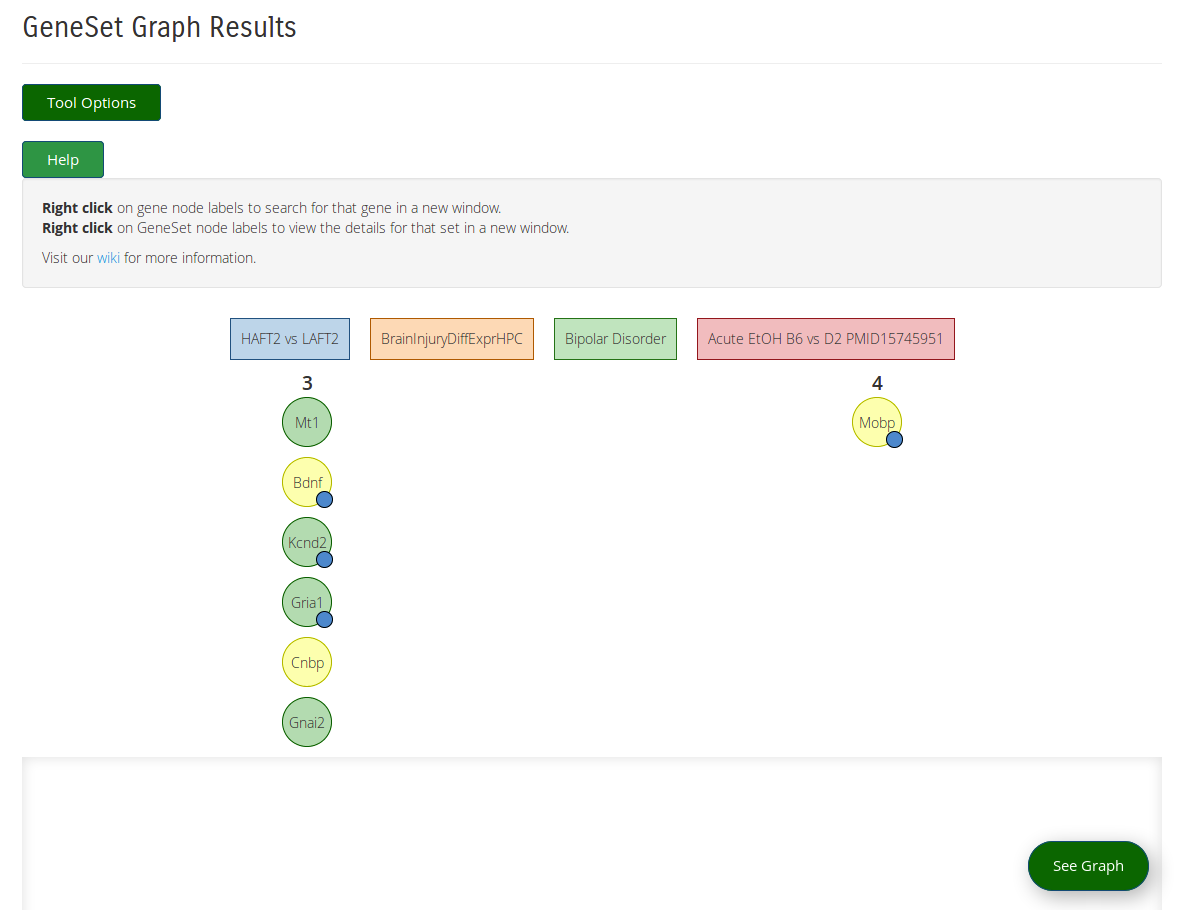 GeneSet Graph Results
Tool Options
Help
Right click on gene node labels to search for that gene in a new window.
Right click on GeneSet node labels to view the details for that set in a new window.
Visit our wiki for more information.
HAFT2 vs LAFT2
BrainInjuryDiffExprHPC
Bipolar Disorder
Acute EtOH B6 vs D2 PMID15745951
3
4
Mt1
Mobp
Bdnf
Kcnd2
Gria1
Cnbp
Gnai2
See Graph